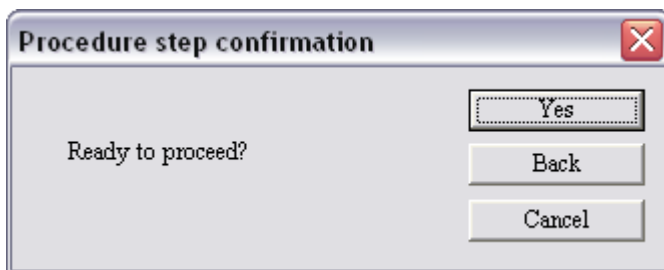 Procedure step confirmation
Ready to proceed?
Yes
Back
Cancel